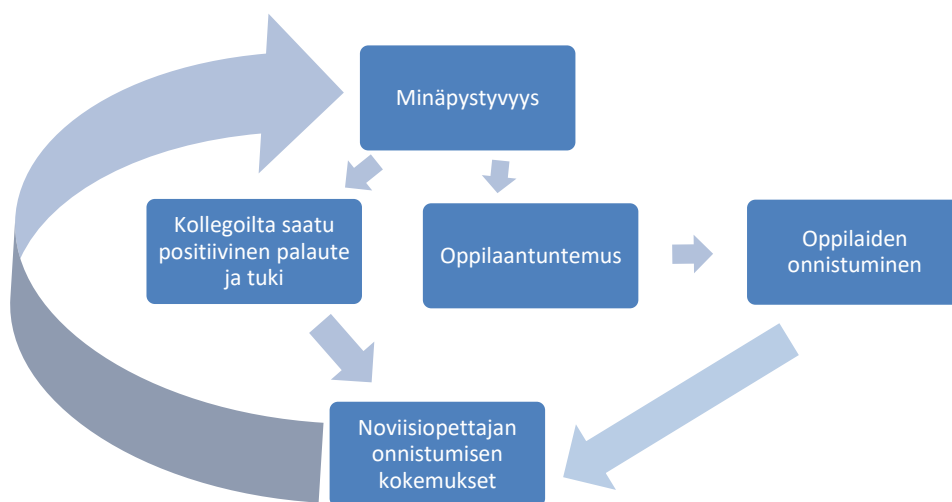 Minäpystyvyys
Kollegoilta saatu
positiivinen palaute
ja tuki
Oppilaantuntemus
Oppilaiden
onnistuminen
Noviisiopettajan
onnistumisen
kokemukset